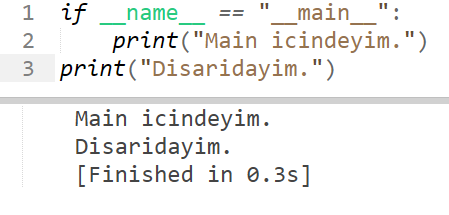 1 if __name__ == "__main__":
2     print("Main icindeyim.")
3 print("Disaridayim.")
Main icindeyim.
Disaridayim.
[Finished in 0.3s]